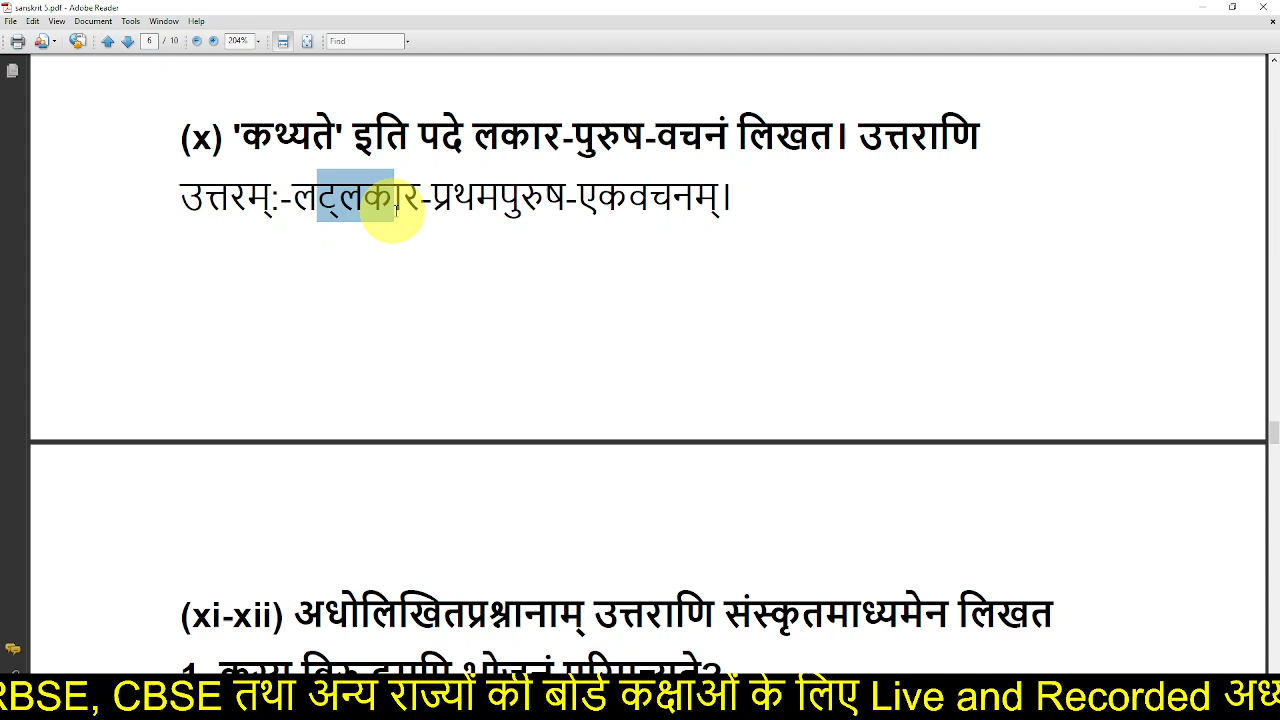 sanskrit 5.pdf - Adobe Reader
File Edit View Document Tools Window Help
6 / 10 204% Find
(x) 'कथ्यते' इति पदे लकार-पुरुष-वचनं लिखत। उत्तराणि
उत्तरम्:-लट्लकार-प्रथमपुरुष-एकवचनम्।
(xi-xii) अधोलिखितप्रश्नानाम् उत्तराणि संस्कृतमाध्यमेन लिखत
RBSE, CBSE तथा अन्य राज्यों की बोर्ड कक्षाओं के लिए Live and Recorded